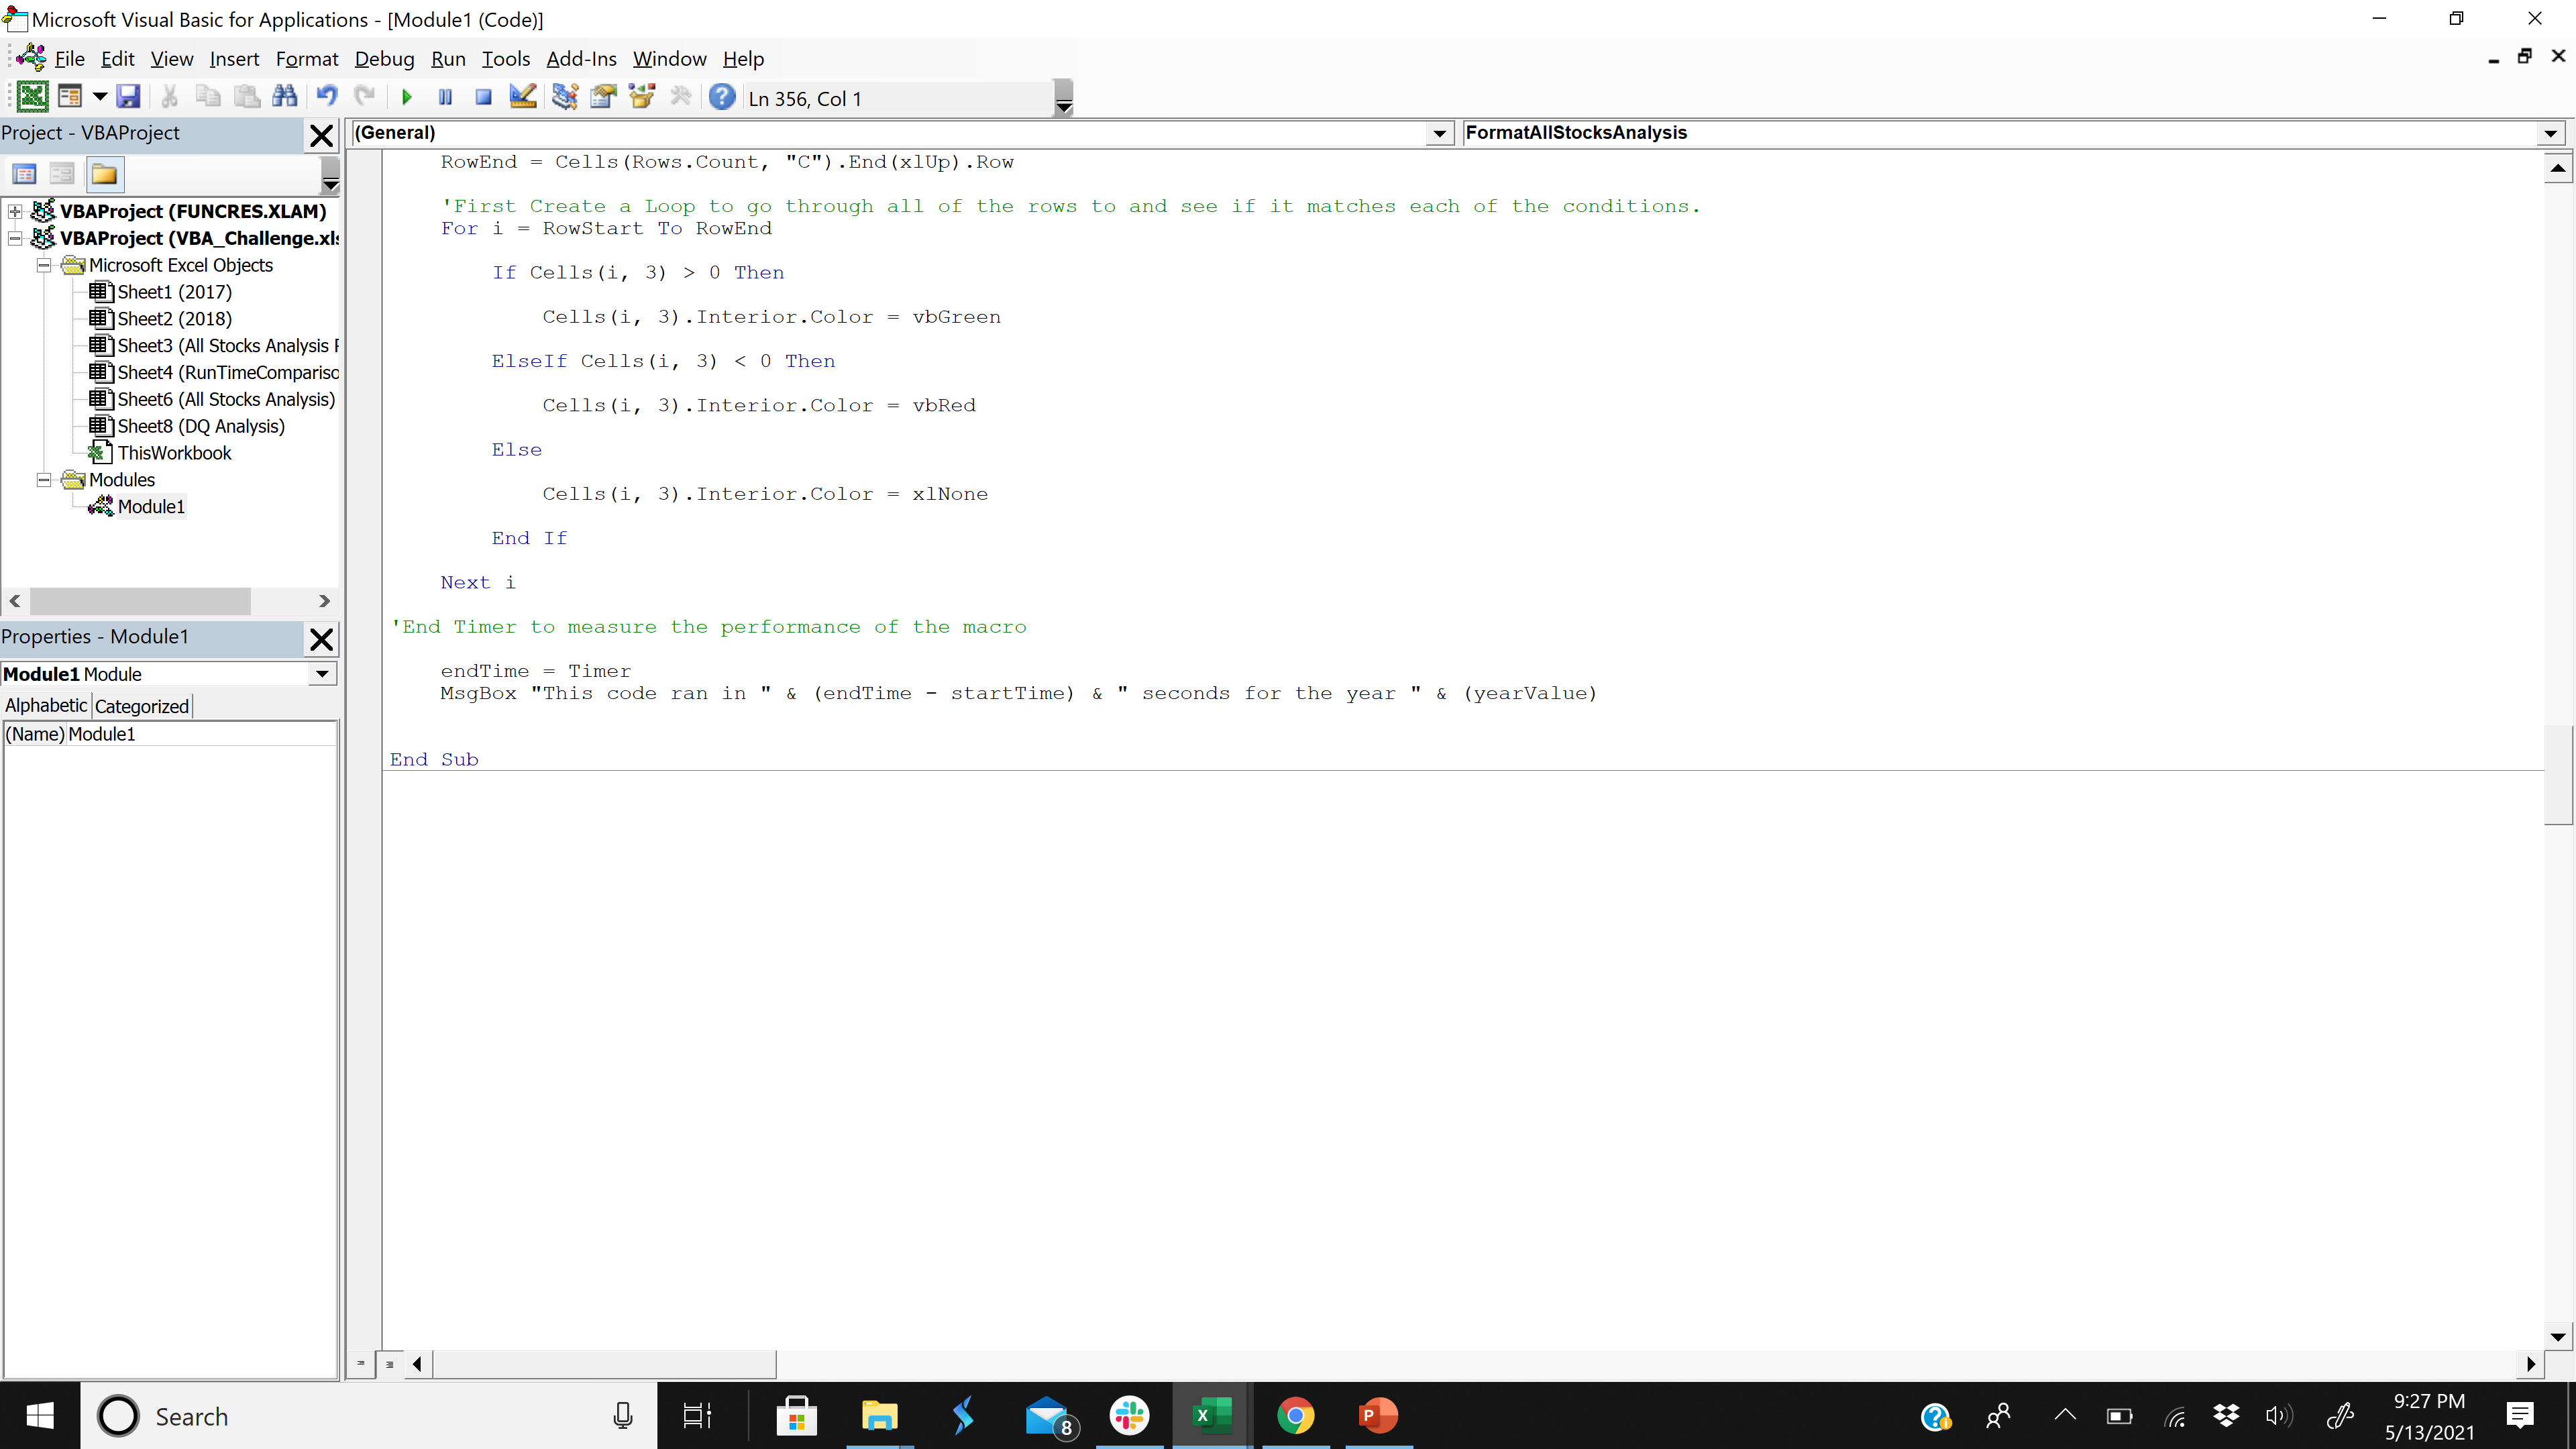 Microsoft Visual Basic for Applications - [Module1 (Code)]
File Edit View Insert Format Debug Run Tools Add-Ins Window Help
Ln 356, Col 1
Project - VBAProject
(General)
FormatAllStocksAnalysis
VBAProject (FUNCRES.XLAM)
VBAProject (VBA_Challenge.xls
Microsoft Excel Objects
Sheet1 (2017)
Sheet2 (2018)
Sheet3 (All Stocks Analysis R
Sheet4 (RunTimeCompariso
Sheet6 (All Stocks Analysis)
Sheet8 (DQ Analysis)
ThisWorkbook
Modules
Module1
Properties - Module1
Module1 Module
Alphabetic Categorized
(Name) Module1
RowEnd = Cells(Rows.Count, "C").End(xlUp).Row
'First Create a Loop to go through all of the rows to and see if it matches each of the conditions.
For i = RowStart To RowEnd
If Cells(i, 3) > 0 Then
Cells(i, 3).Interior.Color = vbGreen
ElseIf Cells(i, 3) < 0 Then
Cells(i, 3).Interior.Color = vbRed
Else
Cells(i, 3).Interior.Color = xlNone
End If
Next i
'End Timer to measure the performance of the macro
endTime = Timer
MsgBox "This code ran in " & (endTime - startTime) & " seconds for the year " & (yearValue)
End Sub
Search
8
9:27 PM
5/13/2021